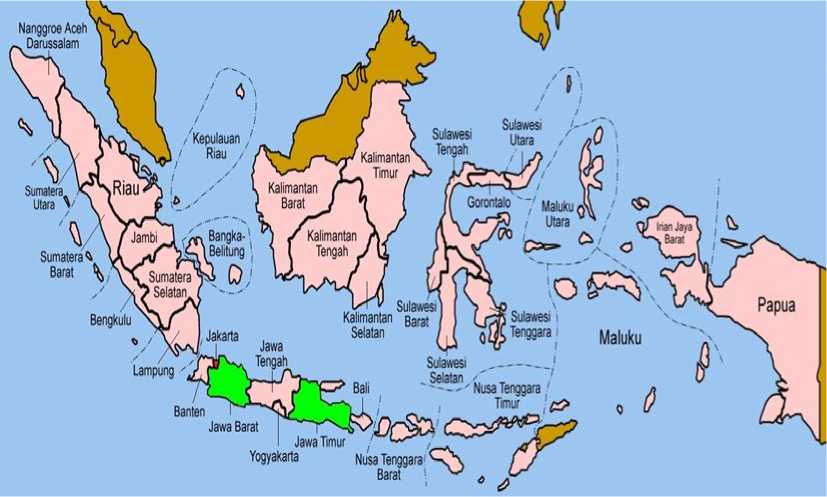 Nanggroe Aceh
Darussalam
Sumatera
Utara
Riau
Kepulauan
Riau
Sumatera
Barat
Jambi
Bangka-
Belitung
Sumatera
Selatan
Bengkulu
Lampung
Jakarta
Banten
Jawa Barat
Jawa
Tengah
Yogyakarta
Jawa Timur
Bali
Nusa Tenggara
Barat
Nusa Tenggara
Timur
Kalimantan
Barat
Kalimantan
Tengah
Kalimantan
Timur
Kalimantan
Selatan
Sulawesi
Tengah
Sulawesi
Utara
Gorontalo
Sulawesi
Barat
Sulawesi
Selatan
Sulawesi
Tenggara
Maluku
Utara
Maluku
Irian Jaya
Barat
Papua